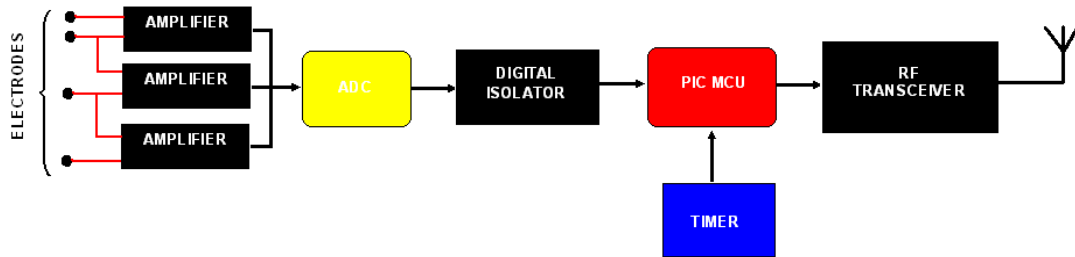 ELECTRODES
AMPLIFIER
AMPLIFIER
AMPLIFIER
ADC
DIGITAL
ISOLATOR
PIC MCU
RF
TRANSCEIVER
TIMER